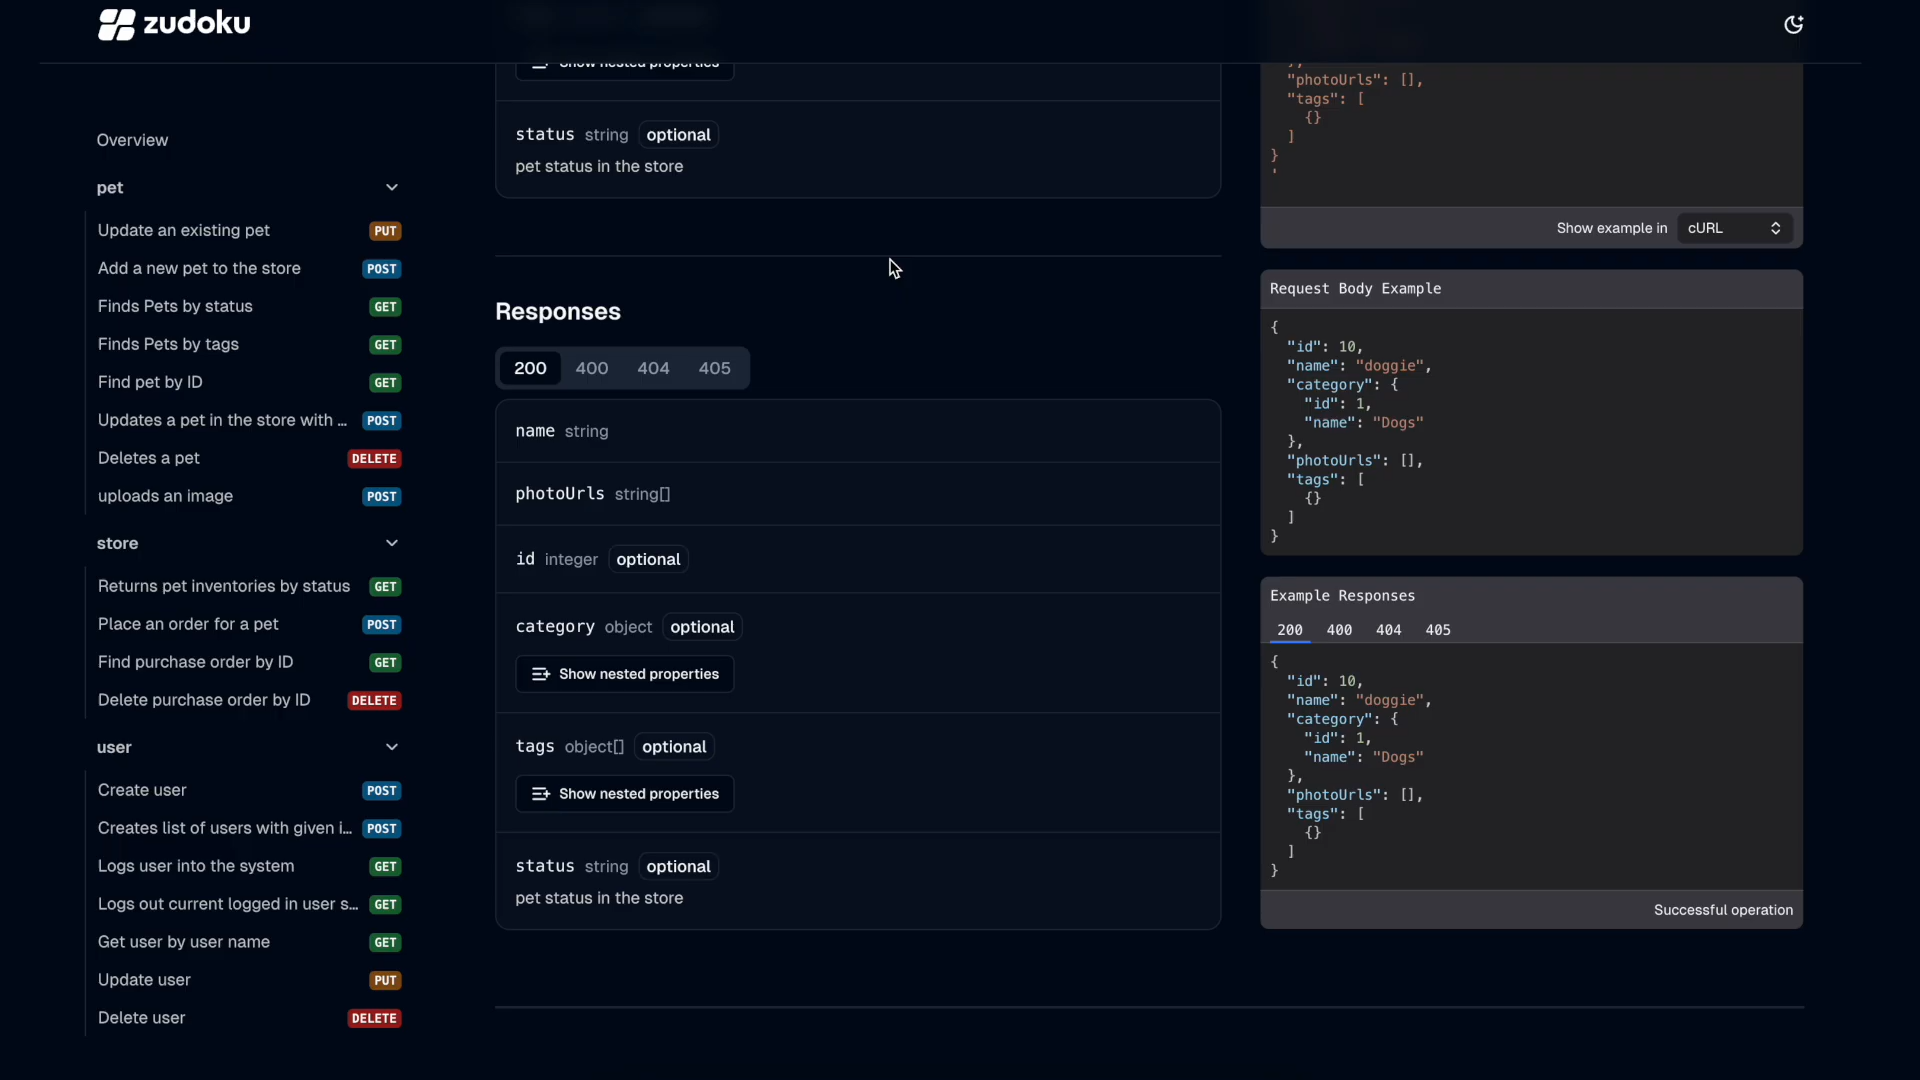 zudoku
Overview
pet
Update an existing pet PUT
Add a new pet to the store POST
Finds Pets by status GET
Finds Pets by tags GET
Find pet by ID GET
Updates a pet in the store with ... POST
Deletes a pet DELETE
uploads an image POST
store
Returns pet inventories by status GET
Place an order for a pet POST
Find purchase order by ID GET
Delete purchase order by ID DELETE
user
Create user POST
Creates list of users with given i... POST
Logs user into the system GET
Logs out current logged in user s... GET
Get user by user name GET
Update user PUT
Delete user DELETE
Show nested properties
status string optional
pet status in the store
Responses
200 400 404 405
name string
photoUrls string[]
id integer optional
category object optional
Show nested properties
tags object[] optional
Show nested properties
status string optional
pet status in the store
},
"photoUrls": [],
"tags": [
{}
]
}
'
Show example in cURL
Request Body Example
{
"id": 10,
"name": "doggie",
"category": {
"id": 1,
"name": "Dogs"
},
"photoUrls": [],
"tags": [
{}
]
}
Example Responses
200 400 404 405
{
"id": 10,
"name": "doggie",
"category": {
"id": 1,
"name": "Dogs"
},
"photoUrls": [],
"tags": [
{}
]
}
Successful operation